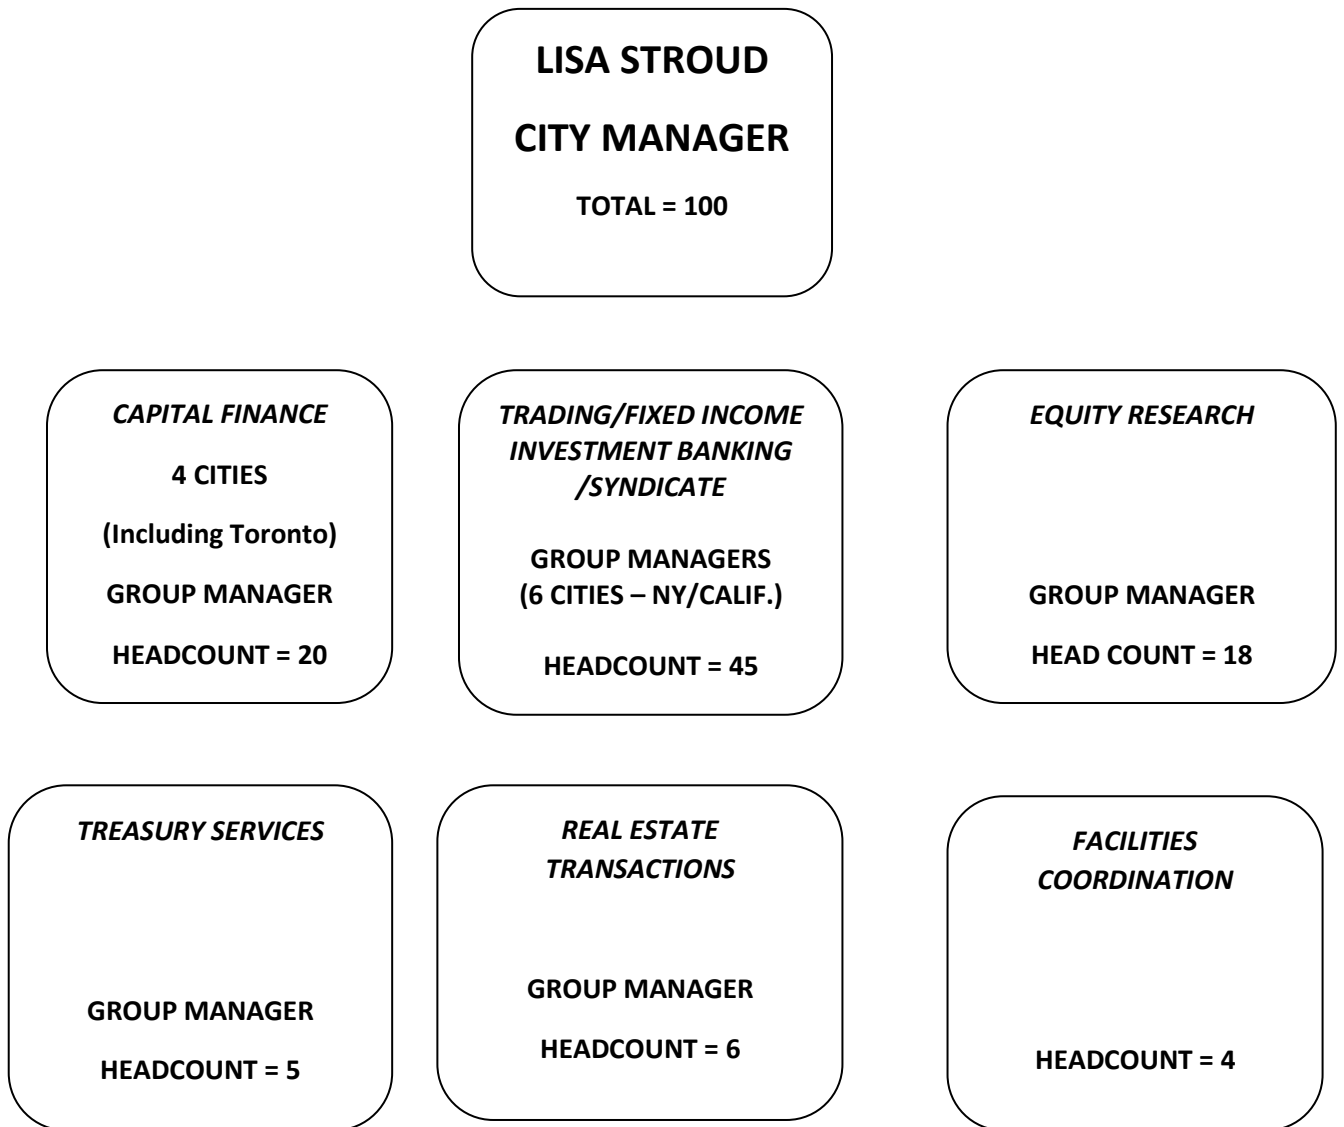 LISA STROUD
CITY MANAGER
TOTAL = 100
CAPITAL FINANCE
4 CITIES
(Including Toronto)
GROUP MANAGER
HEADCOUNT = 20
TRADING/FIXED INCOME
INVESTMENT BANKING
/SYNDICATE
GROUP MANAGERS
(6 CITIES – NY/CALIF.)
HEADCOUNT = 45
EQUITY RESEARCH
GROUP MANAGER
HEAD COUNT = 18
TREASURY SERVICES
GROUP MANAGER
HEADCOUNT = 5
REAL ESTATE
TRANSACTIONS
GROUP MANAGER
HEADCOUNT = 6
FACILITIES
COORDINATION
HEADCOUNT = 4